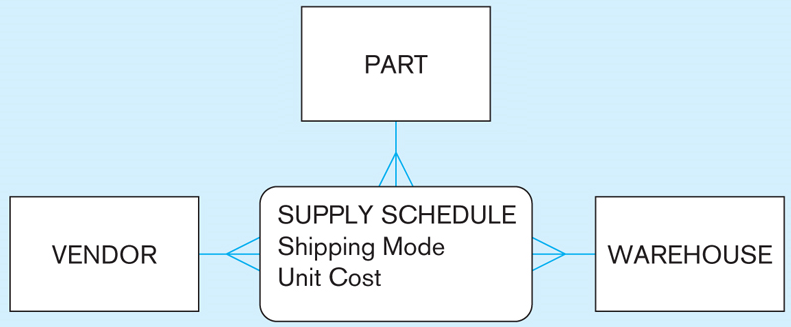 PART
VENDOR
SUPPLY SCHEDULE
Shipping Mode
Unit Cost
WAREHOUSE